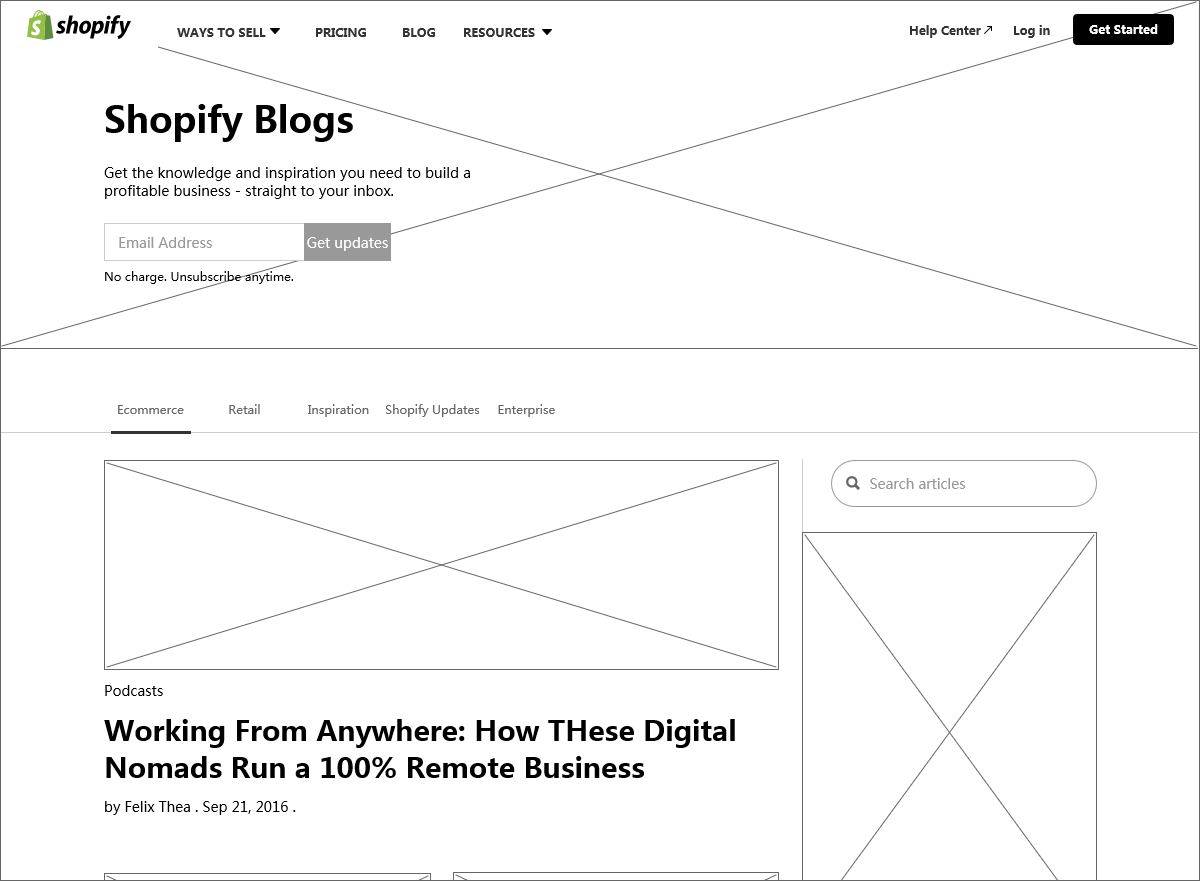 shopify
WAYS TO SELL
PRICING
BLOG
RESOURCES
Help Center
Log in
Get Started
Shopify Blogs
Get the knowledge and inspiration you need to build a
profitable business - straight to your inbox.
Email Address
Get updates
No charge. Unsubscribe anytime.
Ecommerce
Retail
Inspiration
Shopify Updates
Enterprise
Search articles
Podcasts
Working From Anywhere: How THese Digital
Nomads Run a 100% Remote Business
by Felix Thea . Sep 21, 2016 .